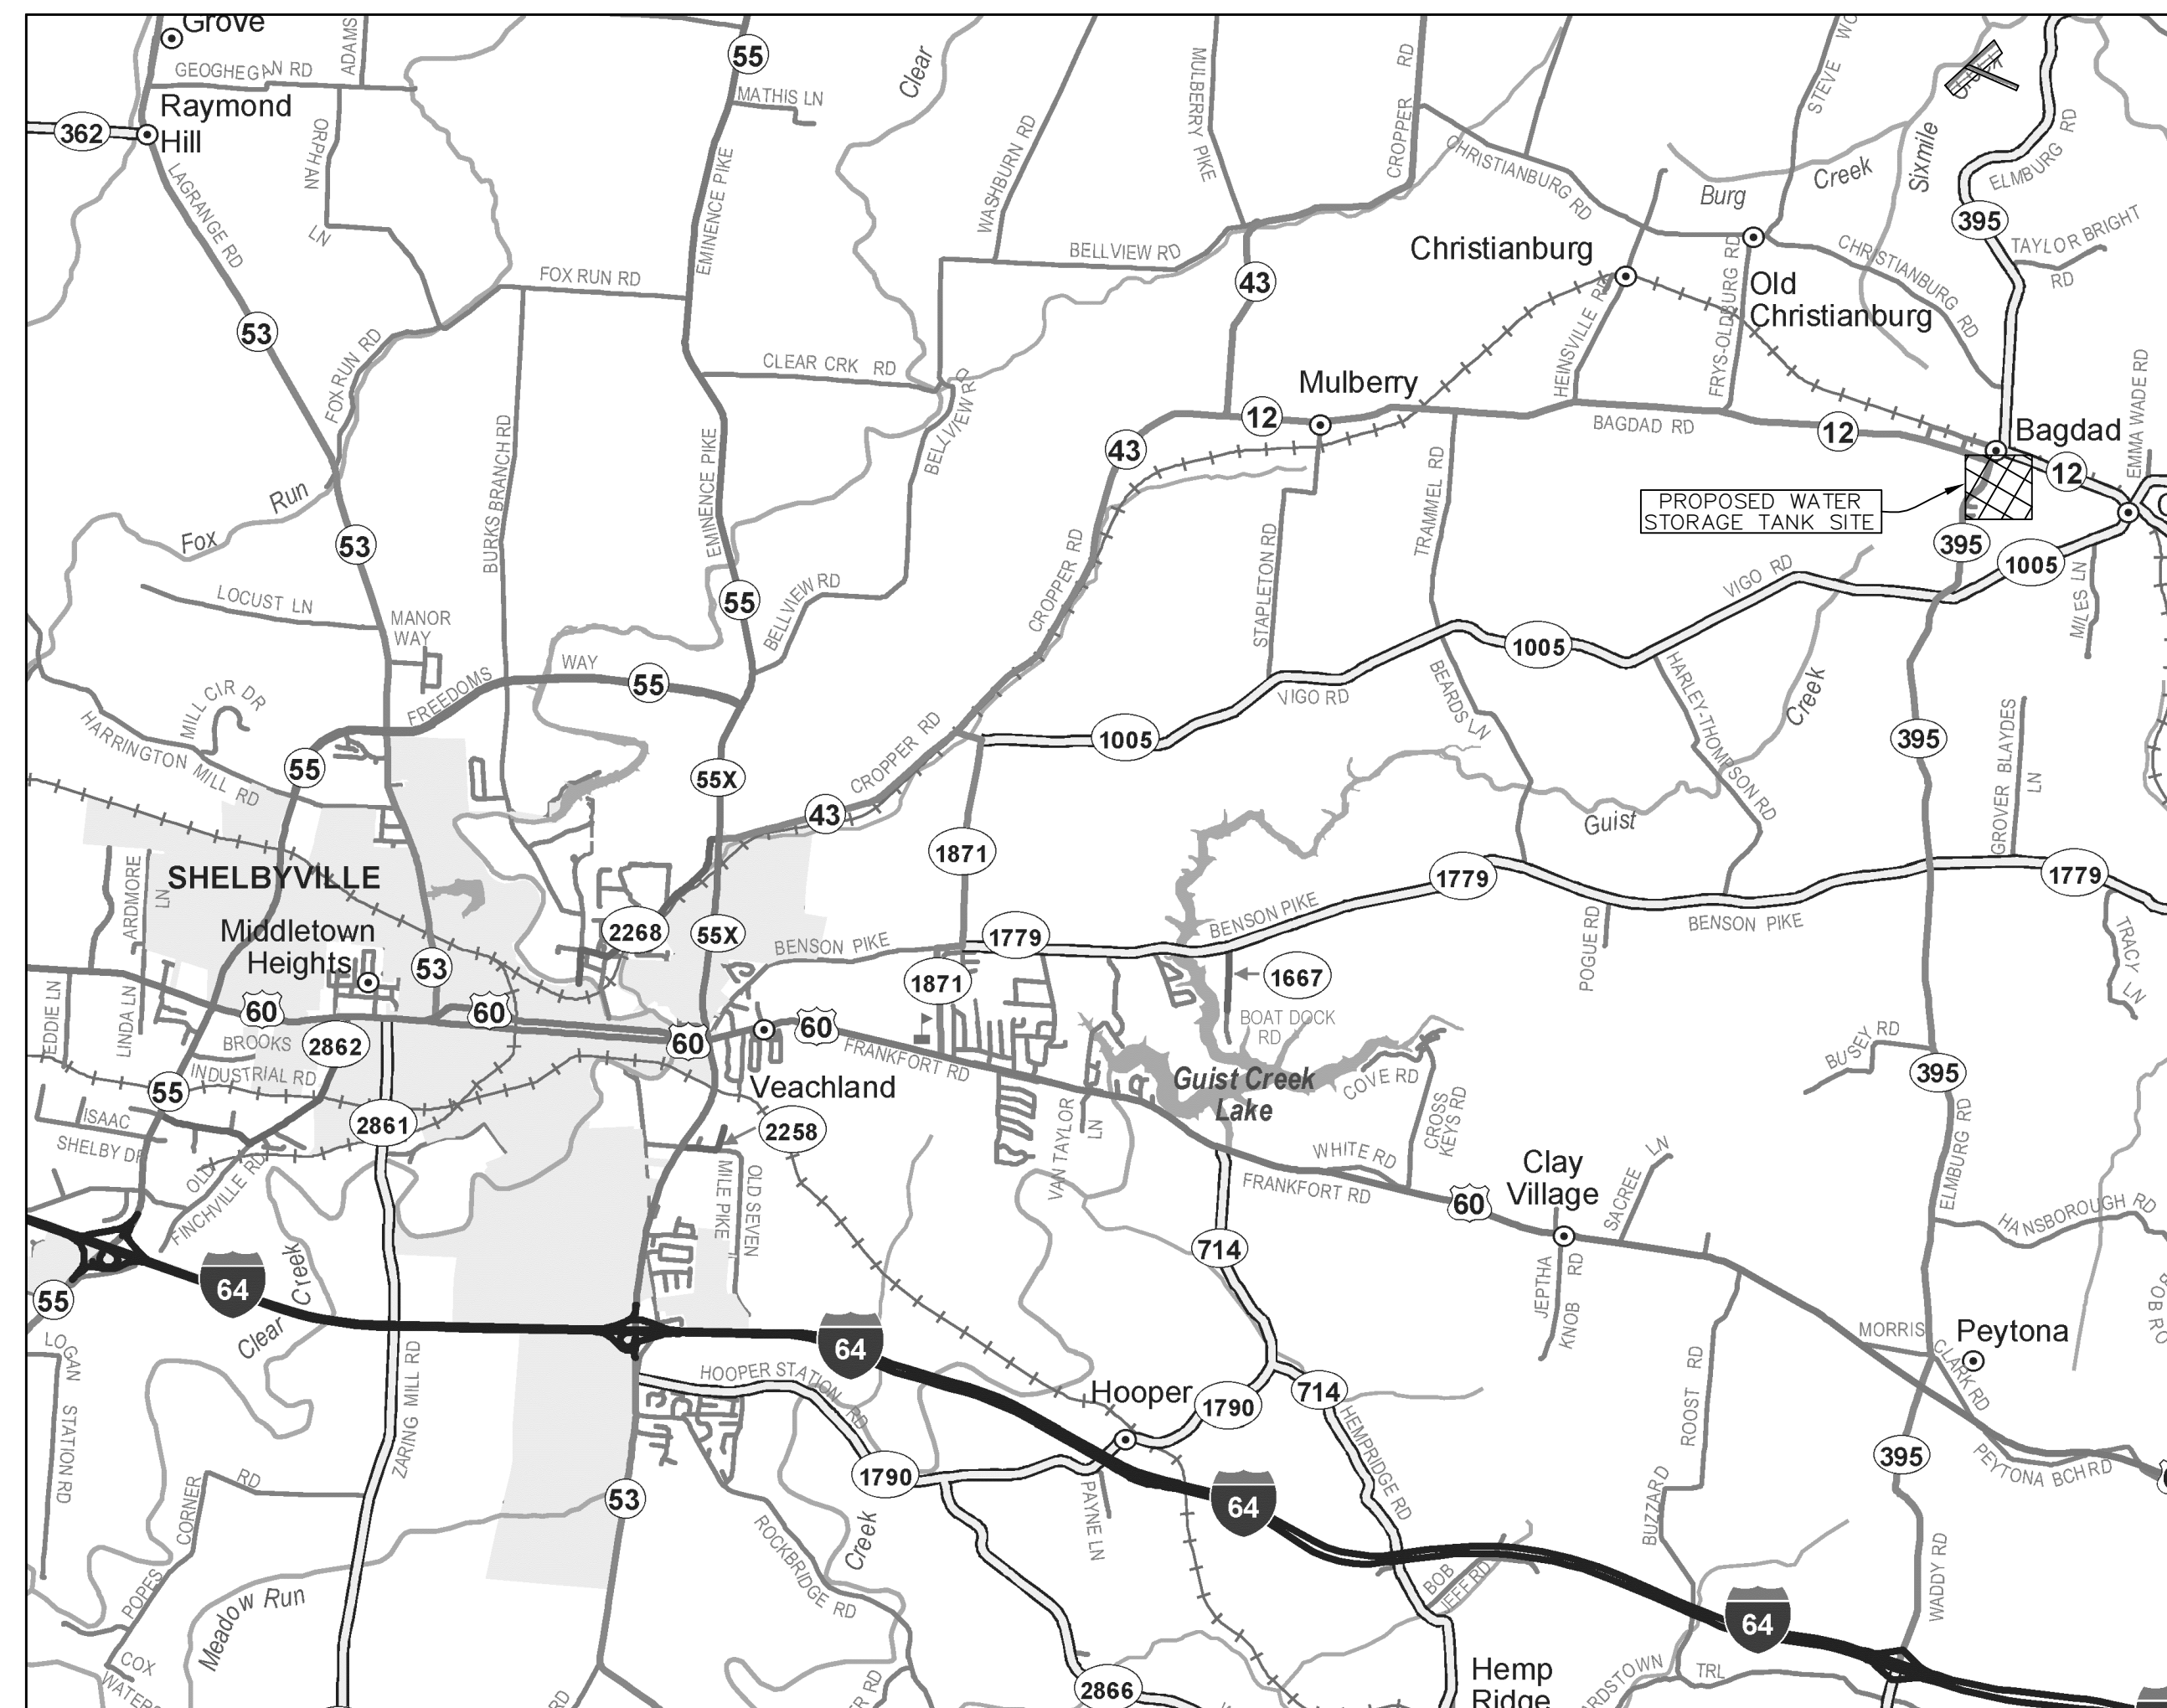 Grove
GEOGHEGAN RD
ADAMS
55
Clear
MULBERRY PIKE
CROPPER RD
STEVE WO
MATHIS LN
Raymond
Hill
362
ORPHAN
LN
LAGRANGE RD
EMINENCE PIKE
WASHBURN RD
CHRISTIANBURG RD
Burg
Creek
Sixmile
ELMBURG RD
395
TAYLOR BRIGHT
RD
BELLVIEW RD
Christianburg
CHRISTIANBURG RD
FOX RUN RD
43
Old
Christianburg
53
FOX RUN RD
CLEAR CRK RD
HEINSVILLE RD
FRYS-OLDBURG RD
Mulberry
EMMA WADE RD
BELLVIEW RD
12
BAGDAD RD
12
Bagdad
12
43
BURKS BRANCH RD
EMINENCE PIKE
TRAMMEL RD
PROPOSED WATER
STORAGE TANK SITE
Run
Fox
53
395
1005
STAPLETON RD
CROPPER RD
VIGO RD
LOCUST LN
MANOR
WAY
55
BELLVIEW RD
MILES LN
1005
FREEDOMS
WAY
55
BEARDS LN
HARLEY-THOMPSON RD
Creek
MILL CIR DR
HARRINGTON MILL RD
VIGO RD
GROVER BLAYDES
LN
55
CROPPER RD
1005
395
55X
43
Guist
1871
SHELBYVILLE
ARDMORE
LN
1779
1779
Middletown
Heights
2268
55X
BENSON PIKE
1779
BENSON PIKE
POGUE RD
BENSON PIKE
TRACY
LN
53
1871
1667
EDDIE LN
LINDA LN
60
60
60
60
BOAT DOCK
RD
BUSEY RD
BROOKS
2862
FRANKFORT RD
INDUSTRIAL RD
55
Veachland
Guist Creek
Lake
COVE RD
395
ISAAC
SHELBY DR
2861
2258
VAN TAYLOR
LN
CROSS
KEYS RD
ELMBURG RD
OLD
FINCHVILLE RD
MILE PIKE
OLD SEVEN
WHITE RD
FRANKFORT RD
60
Clay
Village
SACREE LN
HANSBOROUGH RD
Creek
Clear
64
714
JEPTHA
KNOB
RD
55
LOGAN
STATION RD
64
MORRIS
Peytona
CLARK RD
ZARING MILL RD
HOOPER STATION
RD
Hooper
1790
714
ROOST RD
HEMPRIDGE RD
395
PEYTONA BCH RD
1790
CORNER
RD
53
PAYNE LN
64
BUZZARD
ROCKBRIDGE RD
Creek
POPES
Meadow Run
BOB
JEFF RD
64
WADDY RD
COX
WATERS
2866
Hemp
Ridge
RDSTOWN
TRL
ER RD
RD